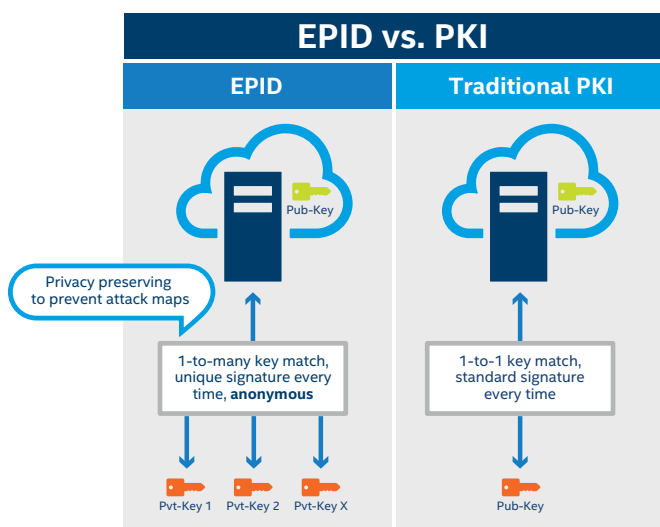 EPID vs. PKI
EPID
Traditional PKI
Pub-Key
Pub-Key
Privacy preserving
to prevent attack maps
1-to-many key match,
unique signature every
time, anonymous
1-to-1 key match,
standard signature
every time
Pvt-Key 1
Pvt-Key 2
Pvt-Key X
Pub-Key